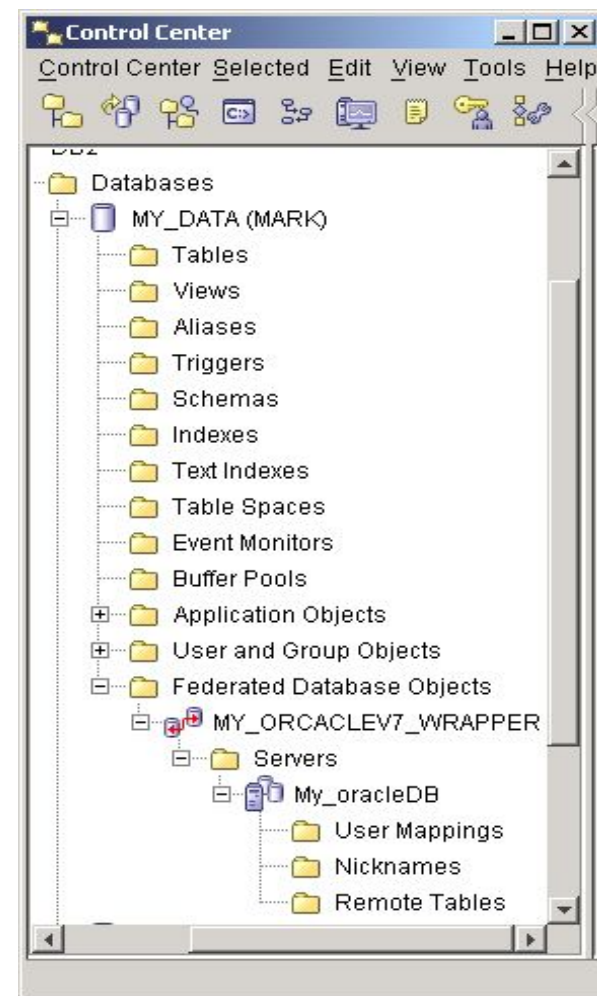 Control Center
Control Center Selected Edit View Tools Help
DB2
Databases
MY_DATA (MARK)
Tables
Views
Aliases
Triggers
Schemas
Indexes
Text Indexes
Table Spaces
Event Monitors
Buffer Pools
Application Objects
User and Group Objects
Federated Database Objects
MY_ORCACLEV7_WRAPPER
Servers
My_oracleDB
User Mappings
Nicknames
Remote Tables